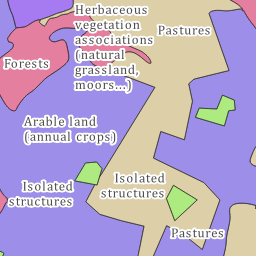 Herbaceous
vegetation
associations
(natural
grassland,
moors...)
Pastures
Forests
Arable land
(annual crops)
Isolated
structures
Isolated
structures
Pastures